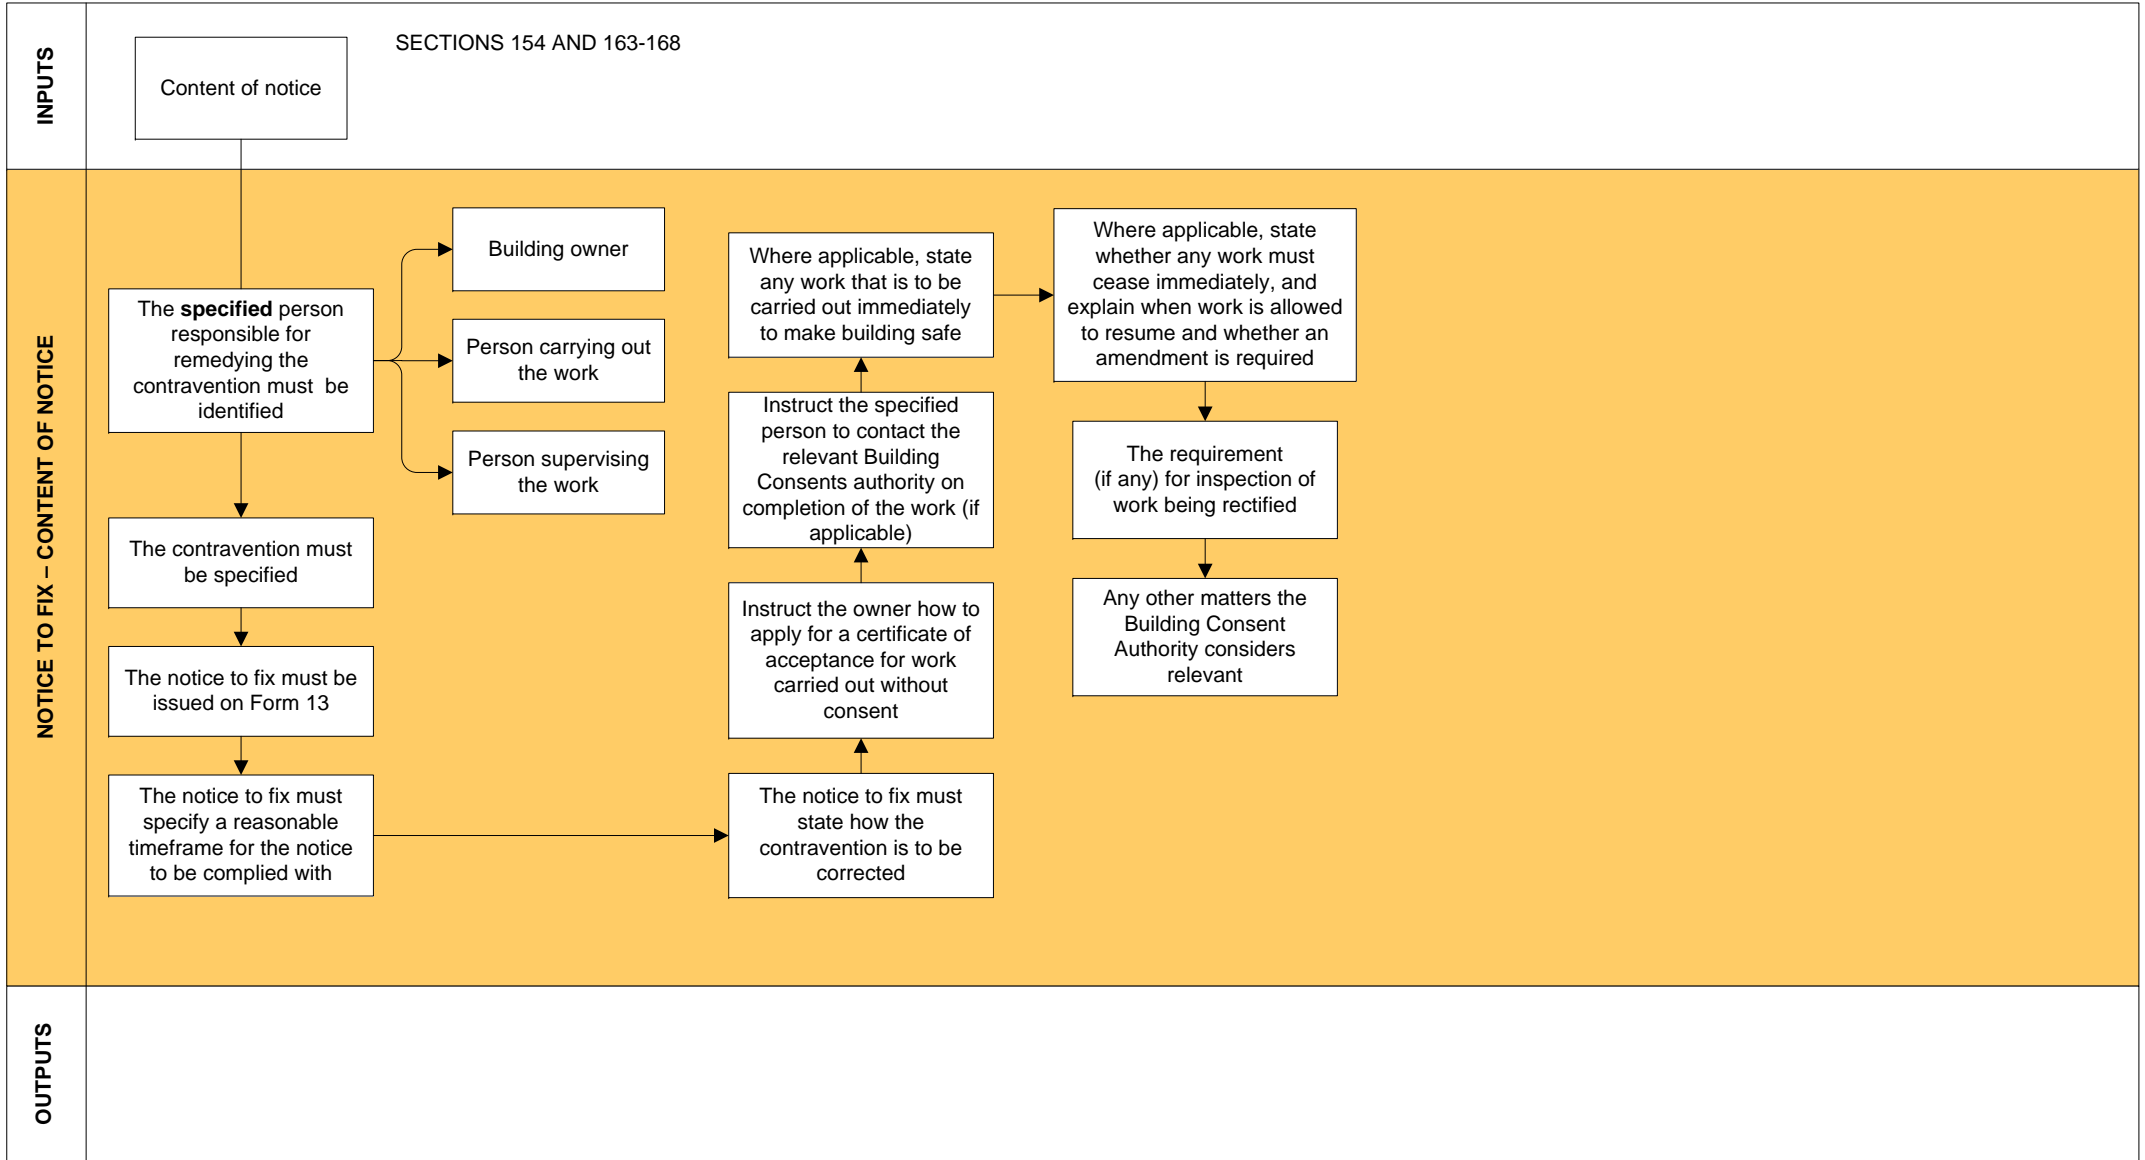 INPUTS
SECTIONS 154 AND 163-168
Content of notice
NOTICE TO FIX – CONTENT OF NOTICE
The specified person
responsible for
remedying the
contravention must be
identified
Building owner
Person carrying out
the work
Person supervising
the work
The contravention must
be specified
The notice to fix must be
issued on Form 13
The notice to fix must
specify a reasonable
timeframe for the notice
to be complied with
The notice to fix must
state how the
contravention is to be
corrected
Instruct the owner how to
apply for a certificate of
acceptance for work
carried out without
consent
Instruct the specified
person to contact the
relevant Building
Consents authority on
completion of the work (if
applicable)
Where applicable, state
any work that is to be
carried out immediately
to make building safe
Where applicable, state
whether any work must
cease immediately, and
explain when work is allowed
to resume and whether an
amendment is required
The requirement
(if any) for inspection of
work being rectified
Any other matters the
Building Consent
Authority considers
relevant
OUTPUTS